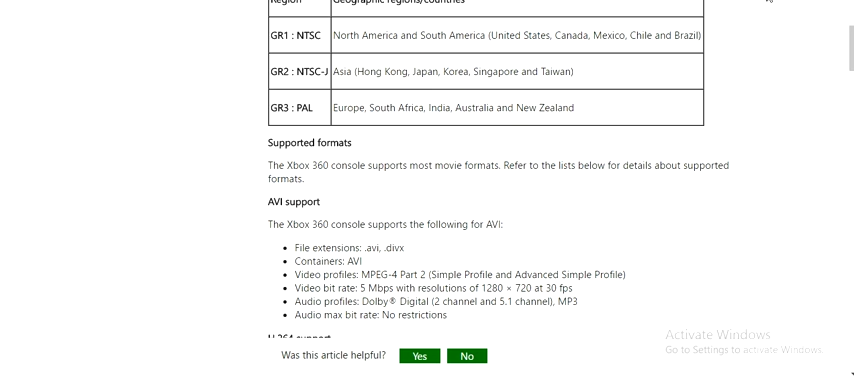 Region Geographic regions/countries
GR1 : NTSC North America and South America (United States, Canada, Mexico, Chile and Brazil)
GR2 : NTSC-J Asia (Hong Kong, Japan, Korea, Singapore and Taiwan)
GR3 : PAL Europe, South Africa, India, Australia and New Zealand
Supported formats
The Xbox 360 console supports most movie formats. Refer to the lists below for details about supported
formats.
AVI support
The Xbox 360 console supports the following for AVI:
• File extensions: .avi, .divx
• Containers: AVI
• Video profiles: MPEG-4 Part 2 (Simple Profile and Advanced Simple Profile)
• Video bit rate: 5 Mbps with resolutions of 1280 × 720 at 30 fps
• Audio profiles: Dolby® Digital (2 channel and 5.1 channel), MP3
• Audio max bit rate: No restrictions
H.264 support
Was this article helpful? Yes No
Activate Windows
Go to Settings to activate Windows.